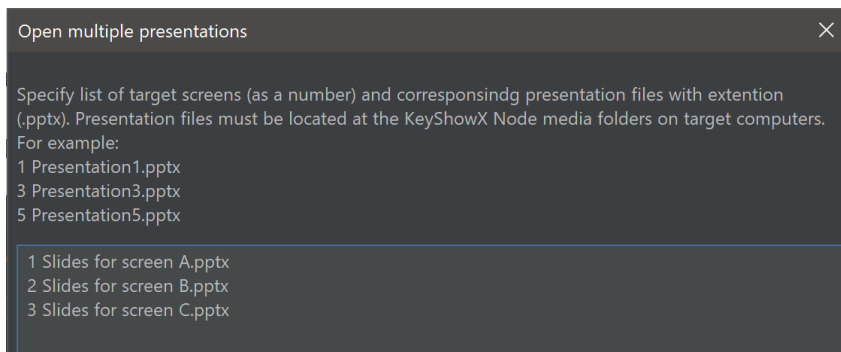 Open multiple presentations
Specify list of target screens (as a number) and corresponsindg presentation files with extention
(.pptx). Presentation files must be located at the KeyShowX Node media folders on target computers.
For example:
1 Presentation1.pptx
3 Presentation3.pptx
5 Presentation5.pptx
1 Slides for screen A.pptx
2 Slides for screen B.pptx
3 Slides for screen C.pptx